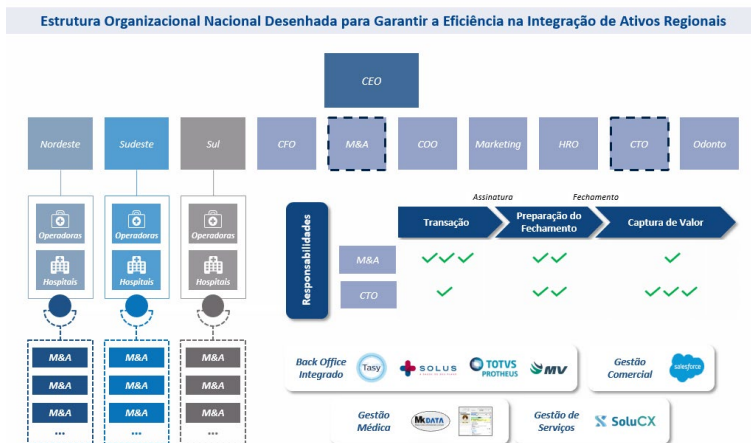 Estrutura Organizacional Nacional Desenhada para Garantir a Eficiência na Integração de Ativos Regionais
CEO
Nordeste
Sudeste
Sul
CFO
M&A
COO
Marketing
HRO
CTO
Odonto
Operadoras
Operadoras
Operadoras
Hospitais
Hospitais
Hospitais
M&A
M&A
M&A
M&A
M&A
M&A
M&A
M&A
M&A
...
...
...
Responsabilidades
Assinatura
Fechamento
Transação
Preparação do
Fechamento
Captura de Valor
M&A
CTO
Back Office
Integrado
Tasy
SOLUS
TOTVS
PROTHEUS
MV
Gestão
Comercial
salesforce
Gestão
Médica
MKDATA
Gestão de
Serviços
SoluCX